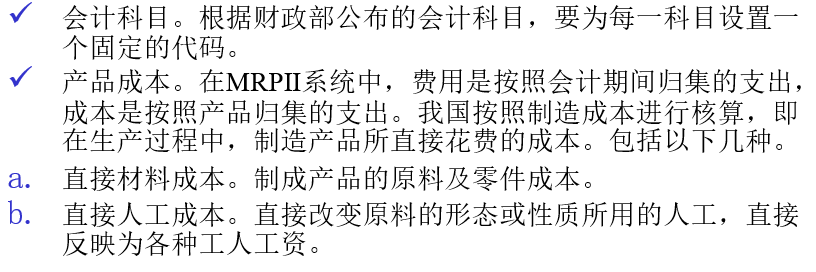 ✓ 会计科目。根据财政部公布的会计科目，要为每一科目设置一
个固定的代码。
✓ 产品成本。在MRPII系统中，费用是按照会计期间归集的支出，
成本是按照产品归集的支出。我国按照制造成本进行核算，即
在生产过程中，制造产品所直接花费的成本。包括以下几种。
a. 直接材料成本。制成产品的原料及零件成本。
b. 直接人工成本。直接改变原料的形态或性质所用的人工，直接
反映为各种工人工资。